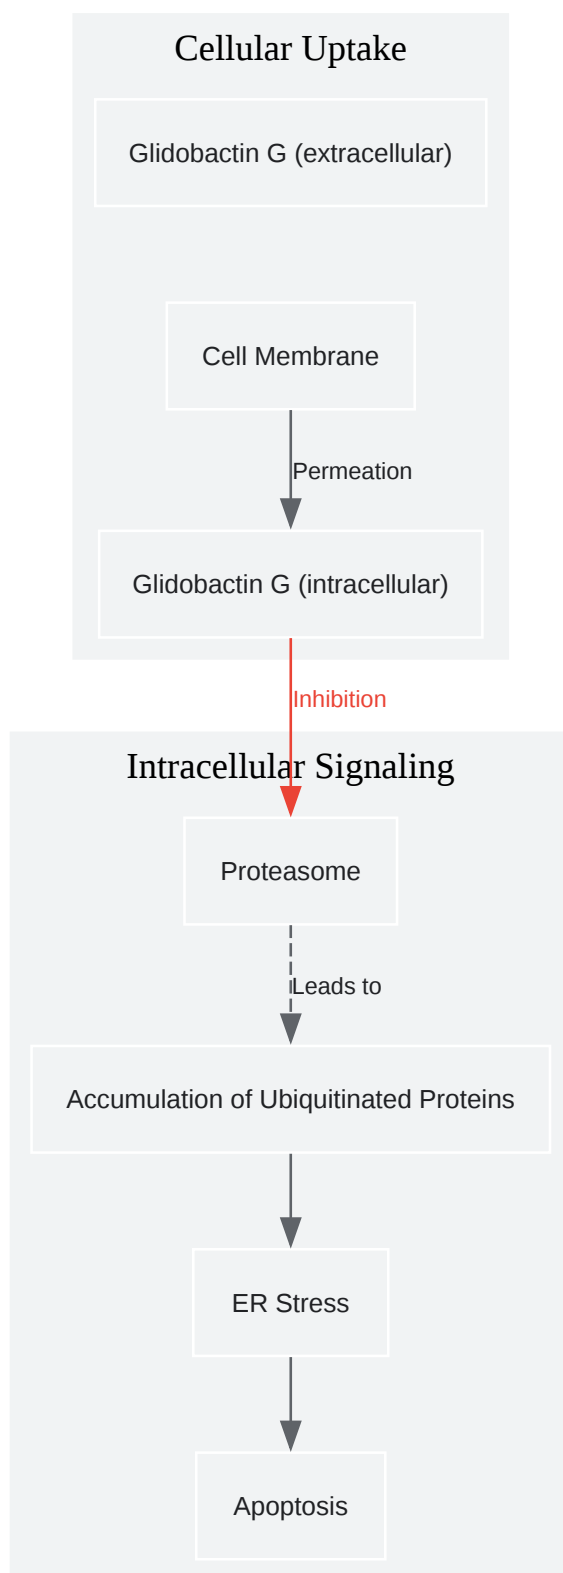 Cellular Uptake
Glidobactin G (extracellular)
Cell Membrane
Permeation
Glidobactin G (intracellular)
Inhibition
Intracellular Signaling
Proteasome
Leads to
Accumulation of Ubiquitinated Proteins
ER Stress
Apoptosis